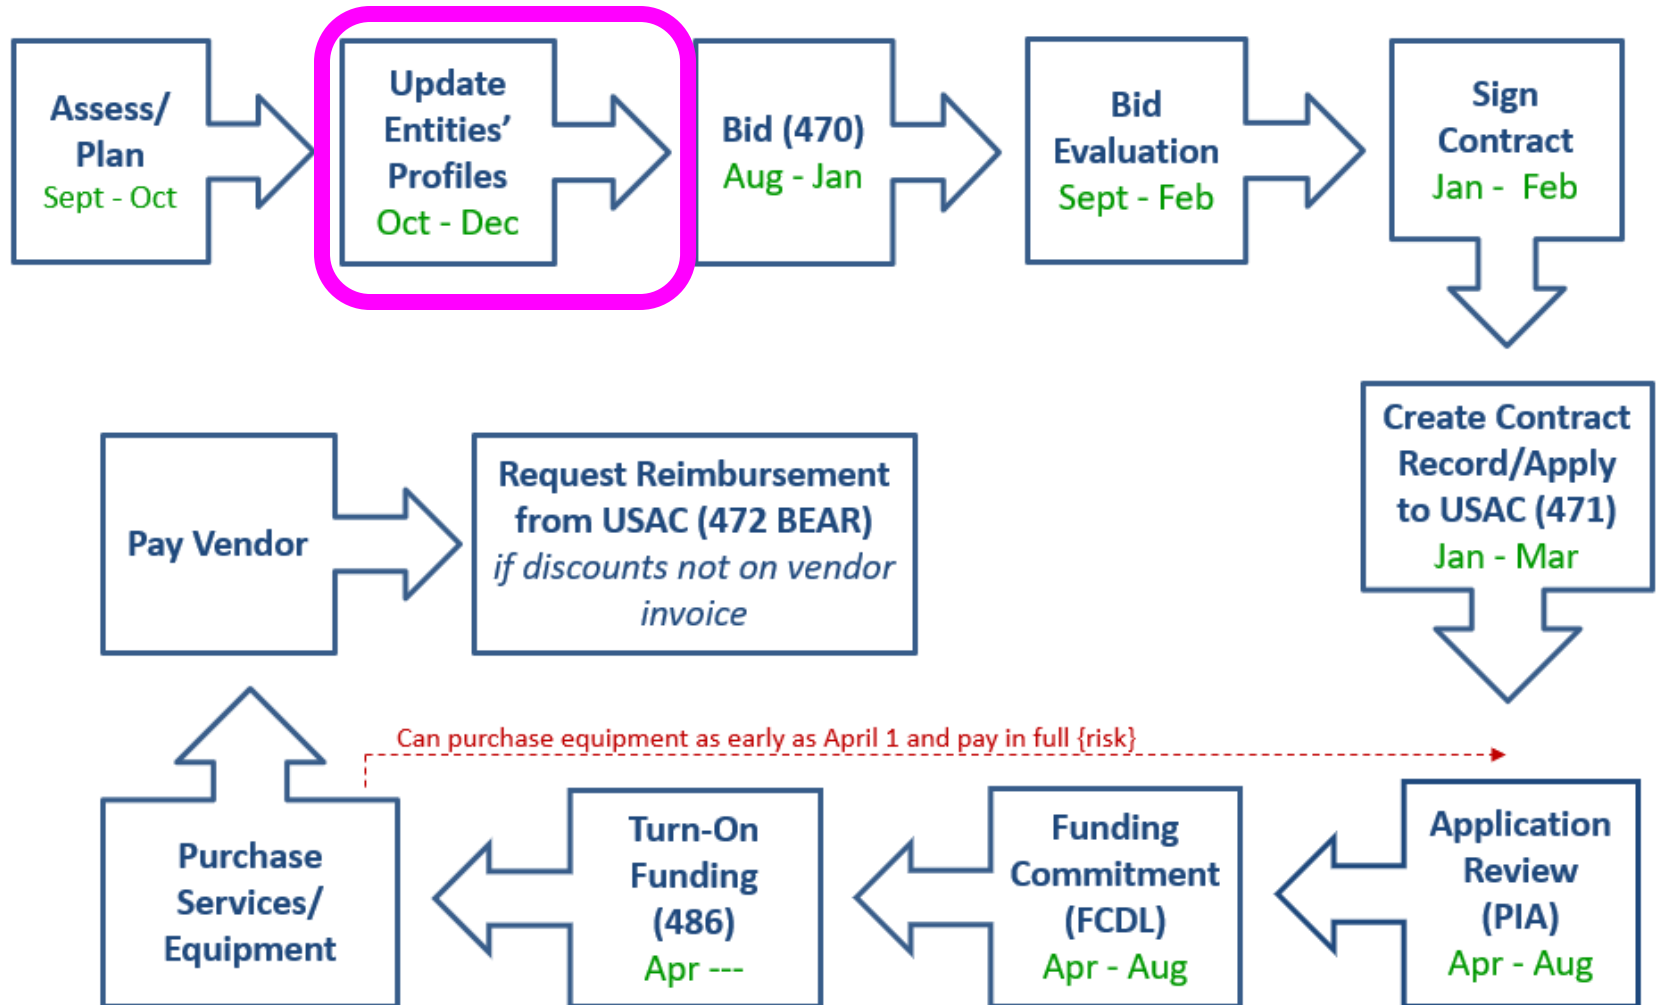 Assess/
Plan
Sept - Oct
Update
Entities’
Profiles
Oct - Dec
Bid (470)
Aug - Jan
Bid
Evaluation
Sept - Feb
Sign
Contract
Jan - Feb
Create Contract
Record/Apply
to USAC (471)
Jan - Mar
Application
Review
(PIA)
Apr - Aug
Funding
Commitment
(FCDL)
Apr - Aug
Turn-On
Funding
(486)
Apr ---
Purchase
Services/
Equipment
Can purchase equipment as early as April 1 and pay in full {risk}
Pay Vendor
Request Reimbursement
from USAC (472 BEAR)
if discounts not on vendor
invoice